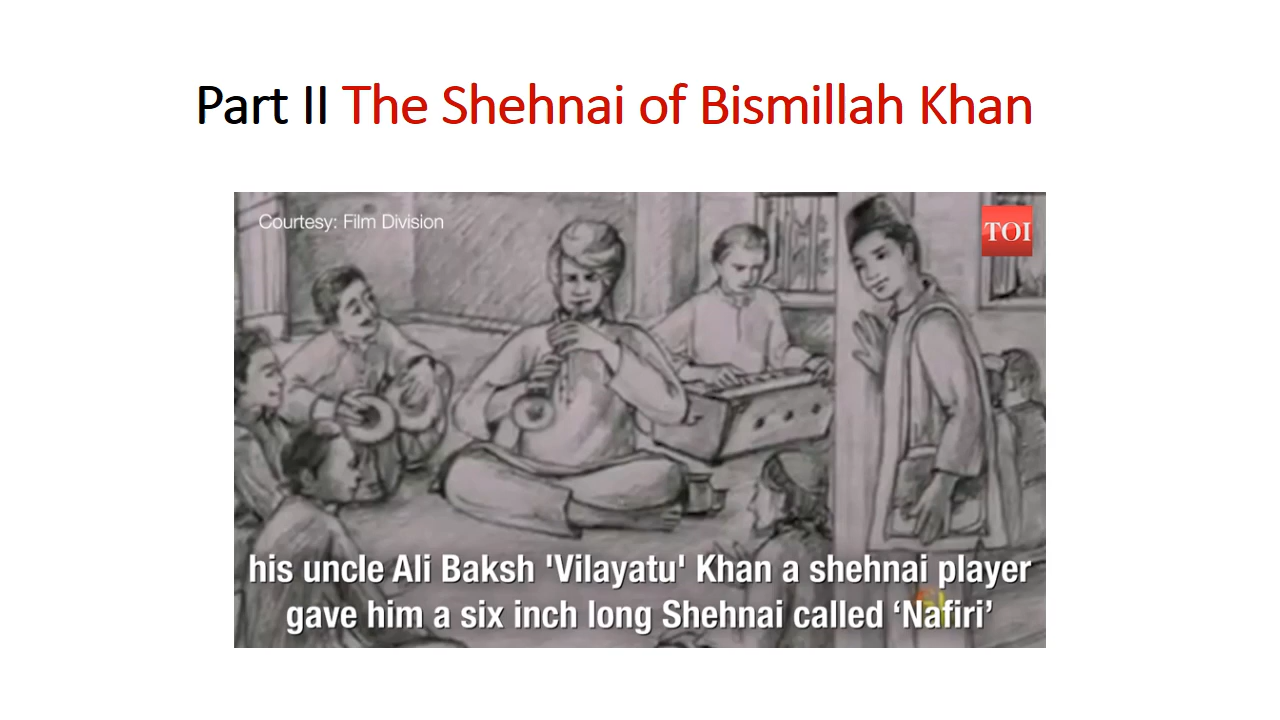 Part II The Shehnai of Bismillah Khan
Courtesy: Film Division
TOI
his uncle Ali Baksh 'Vilayatu' Khan a shehnai player
gave him a six inch long Shehnai called ‘Nafiri’